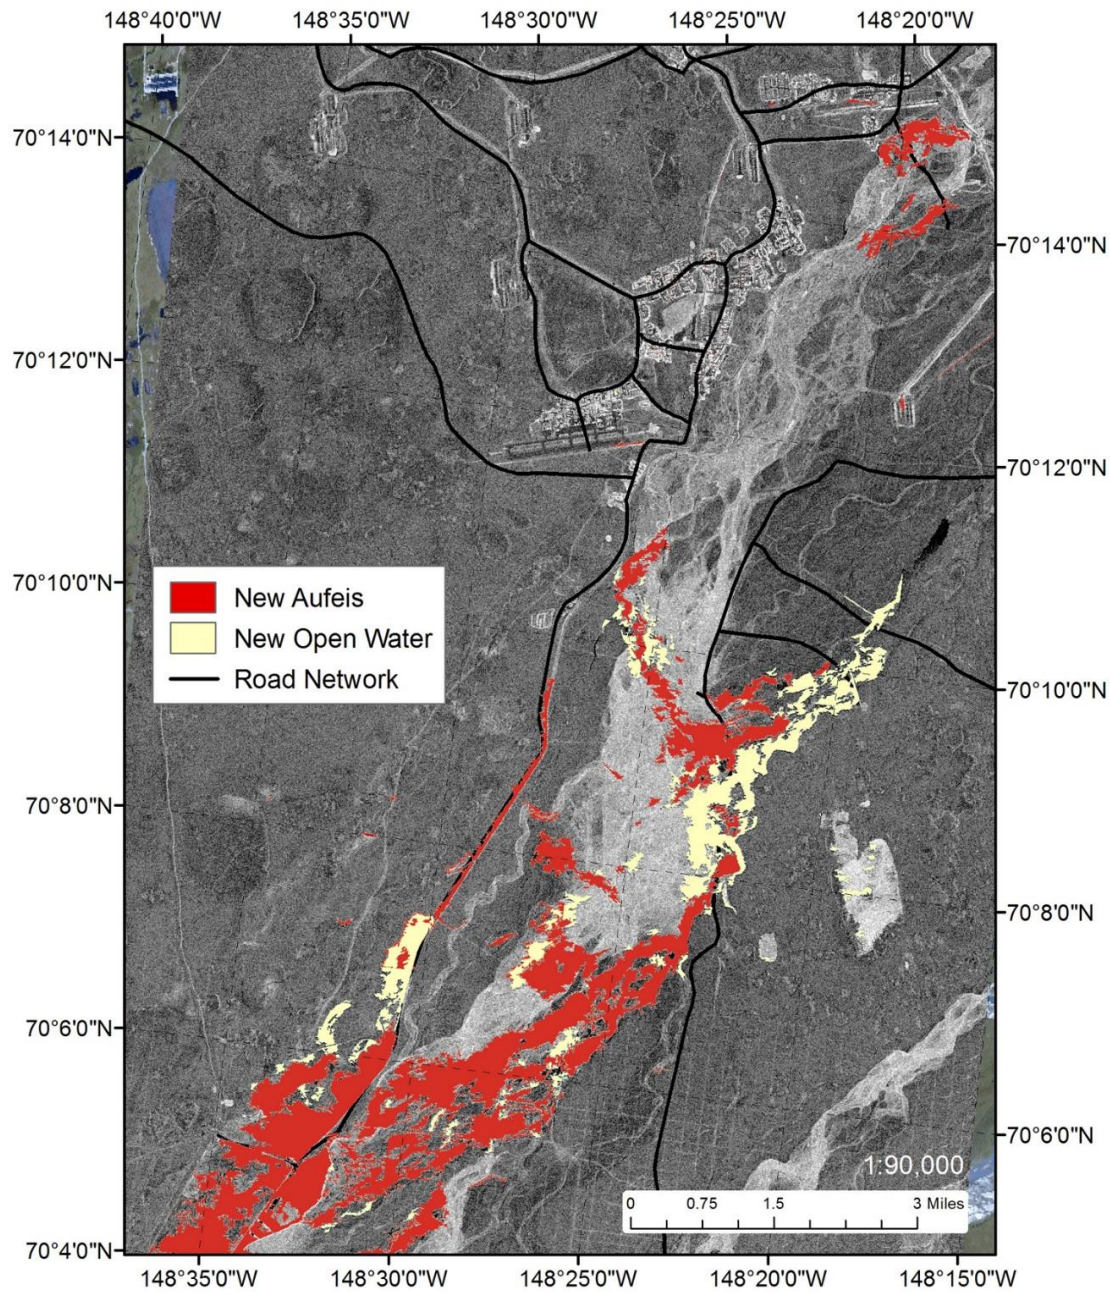 148°40'0"W 148°35'0"W 148°30'0"W 148°25'0"W 148°20'0"W
70°14'0"N
70°14'0"N
70°12'0"N
70°12'0"N
70°10'0"N
New Aufeis
New Open Water
Road Network
70°10'0"N
70°8'0"N
70°8'0"N
70°6'0"N
70°6'0"N
1:90,000
0 0.75 1.5 3 Miles
70°4'0"N
148°35'0"W 148°30'0"W 148°25'0"W 148°20'0"W 148°15'0"W